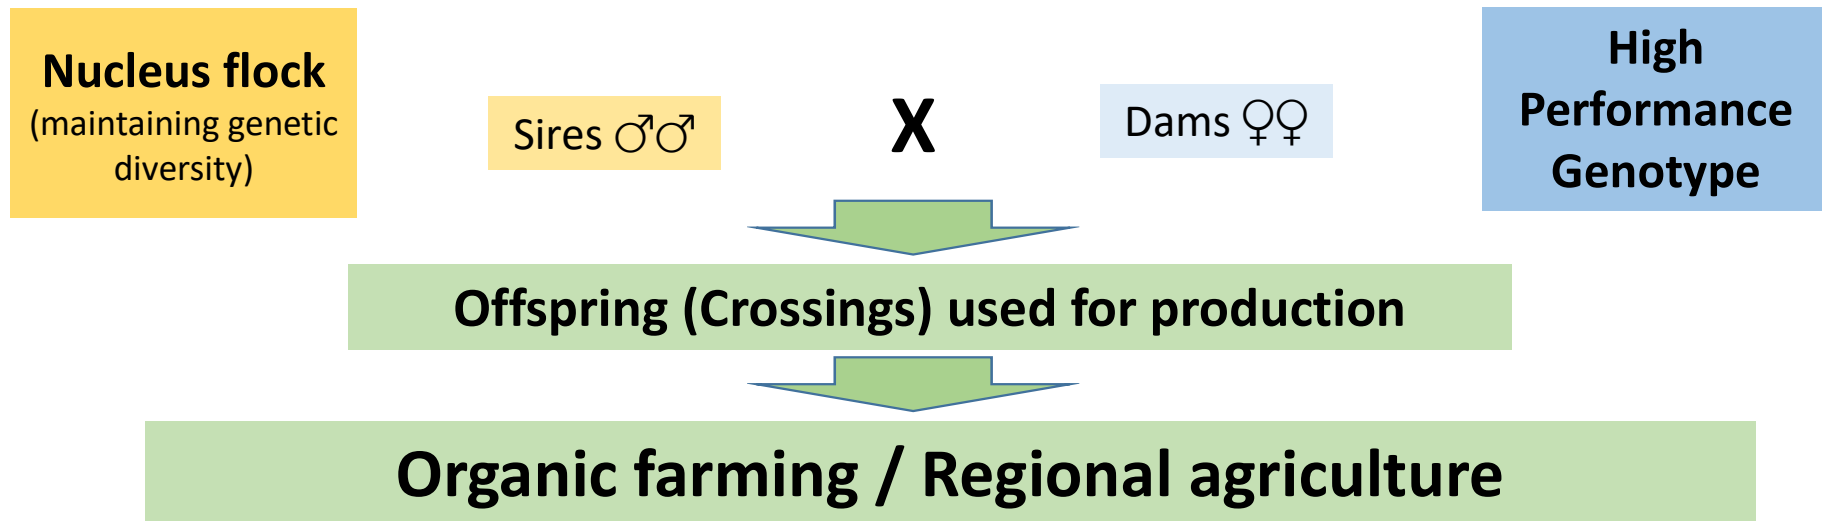 Nucleus flock
(maintaining genetic
diversity)
Sires ♂♂
X
Dams ♀♀
High
Performance
Genotype
Offspring (Crossings) used for production
Organic farming / Regional agriculture